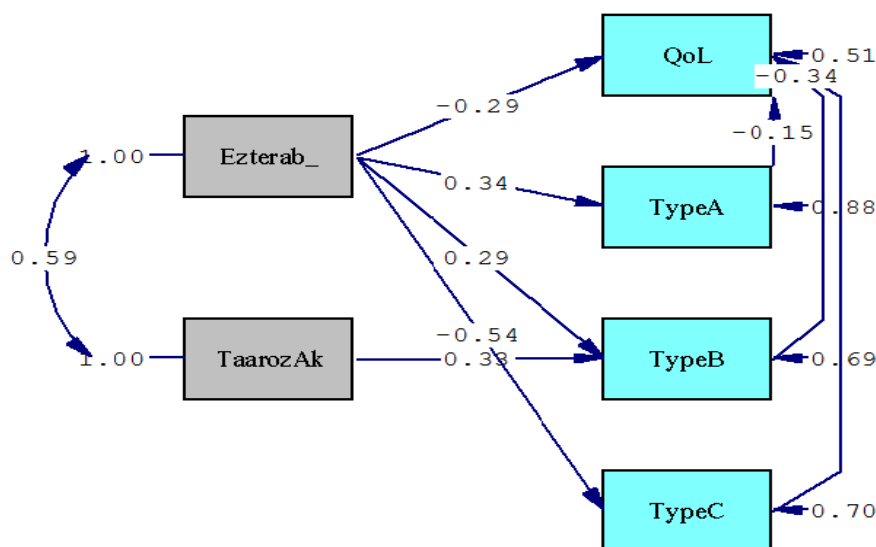 QoL
0.51
-0.34
-0.29
-0.15
1.00
Ezterab_
0.34
TypeA
0.88
0.59
0.29
-0.54
1.00
TaarozAk
0.33
TypeB
0.69
TypeC
0.70